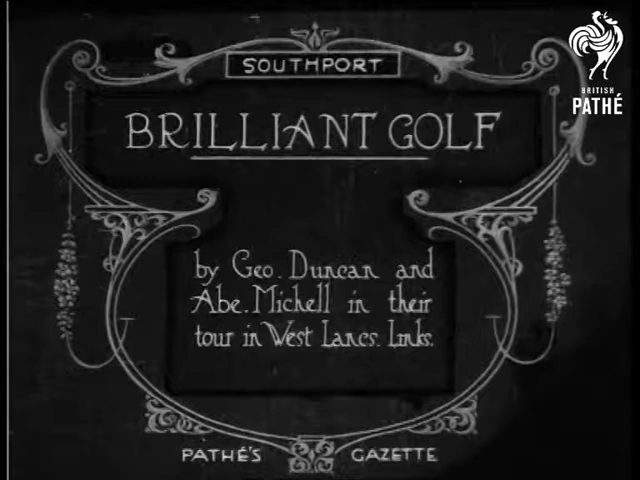 SOUTHPORT
BRITISH
PATHÉ
BRILLIANT GOLF
by Geo. Duncan and
Abe. Michell in their
tour in West Lancs. Links.
PATHÉ'S GAZETTE